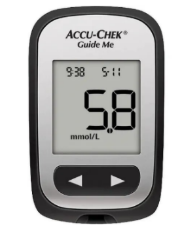 ACCU-CHEK®
Guide Me
9:38 5-11
5.8
mmol/L